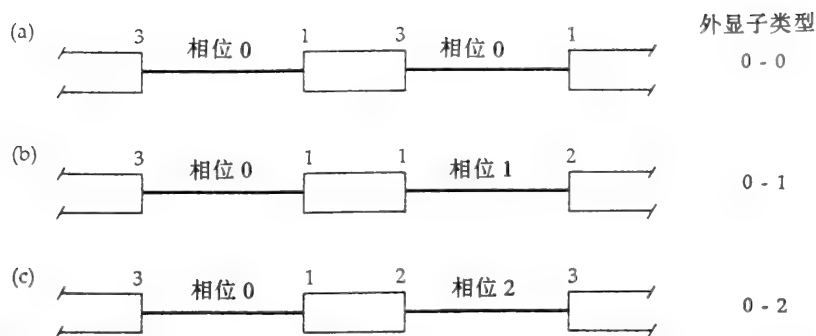 外显子类型
(a) 3 相位 0 1 3 相位 0 1 0 - 0
(b) 3 相位 0 1 1 相位 1 2 0 - 1
(c) 3 相位 0 1 2 相位 2 3 0 - 2